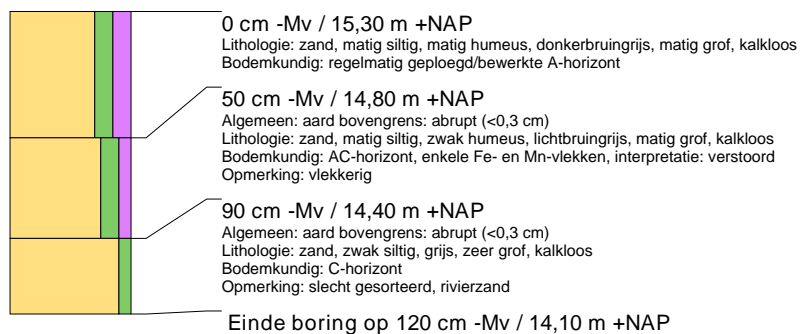 0 cm -Mv / 15,30 m +NAP
Lithologie: zand, matig siltig, matig humeus, donkerbruingrijs, matig grof, kalkloos
Bodemkundig: regelmatig geploegd/bewerkte A-horizont
50 cm -Mv / 14,80 m +NAP
Algemeen: aard bovengrens: abrupt (<0,3 cm)
Lithologie: zand, matig siltig, zwak humeus, lichtbruingrijs, matig grof, kalkloos
Bodemkundig: AC-horizont, enkele Fe- en Mn-vlekken, interpretatie: verstoord
Opmerking: vlekkerig
90 cm -Mv / 14,40 m +NAP
Algemeen: aard bovengrens: abrupt (<0,3 cm)
Lithologie: zand, zwak siltig, grijs, zeer grof, kalkloos
Bodemkundig: C-horizont
Opmerking: slecht gesorteerd, rivierzand
Einde boring op 120 cm -Mv / 14,10 m +NAP